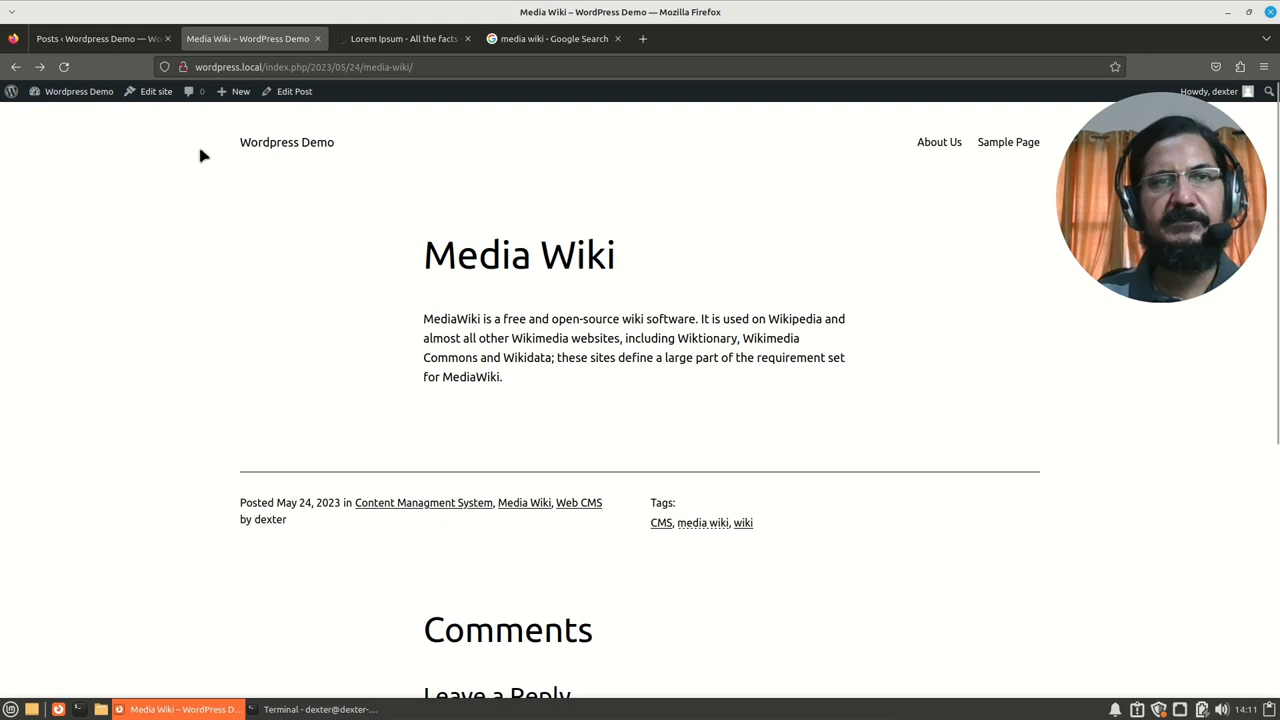 Media Wiki – WordPress Demo — Mozilla Firefox
Posts ‹ Wordpress Demo — Wo
Media Wiki – WordPress Demo
Lorem Ipsum - All the facts
media wiki - Google Search
wordpress.local/index.php/2023/05/24/media-wiki/
Wordpress Demo
Edit site
0
New
Edit Post
Howdy, dexter
Wordpress Demo
About Us
Sample Page
Media Wiki
MediaWiki is a free and open-source wiki software. It is used on Wikipedia and
almost all other Wikimedia websites, including Wiktionary, Wikimedia
Commons and Wikidata; these sites define a large part of the requirement set
for MediaWiki.
Posted May 24, 2023 in Content Managment System, Media Wiki, Web CMS
by dexter
Tags:
CMS, media wiki, wiki
Comments
Leave a Reply
Media Wiki – WordPress D...
Terminal - dexter@dexter-...
14:11